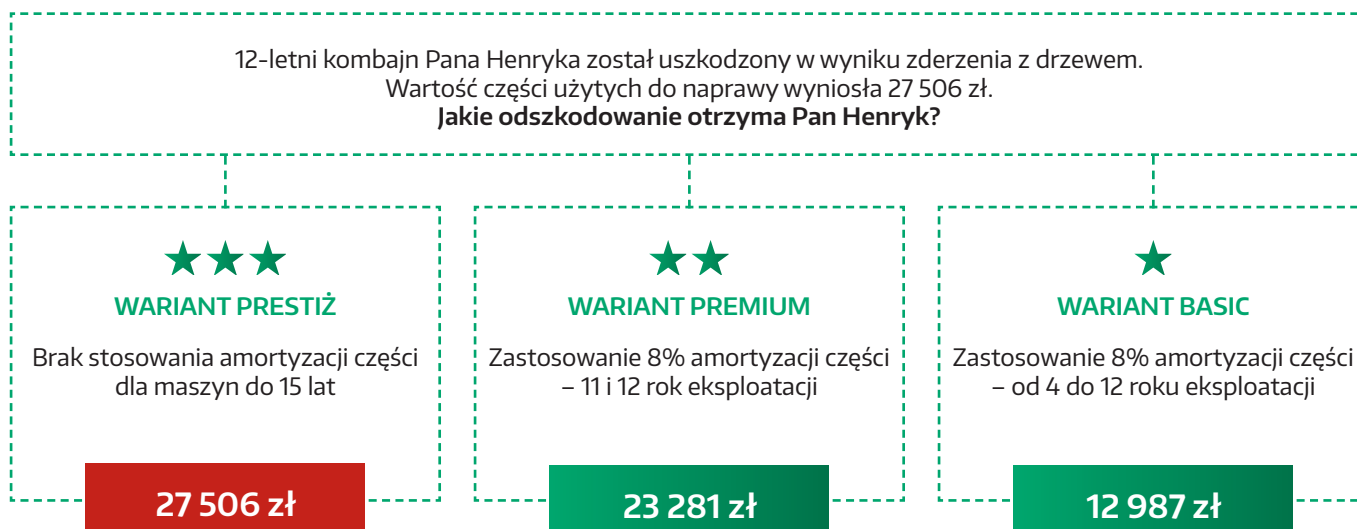 12-letni kombajn Pana Henryka został uszkodzony w wyniku zderzenia z drzewem.
Wartość części użytych do naprawy wyniosła 27 506 zł.
Jakie odszkodowanie otrzyma Pan Henryk?
WARIANT PRESTIŻ
Brak stosowania amortyzacji części
dla maszyn do 15 lat
27 506 zł
WARIANT PREMIUM
Zastosowanie 8% amortyzacji części
– 11 i 12 rok eksploatacji
23 281 zł
WARIANT BASIC
Zastosowanie 8% amortyzacji części
– od 4 do 12 roku eksploatacji
12 987 zł